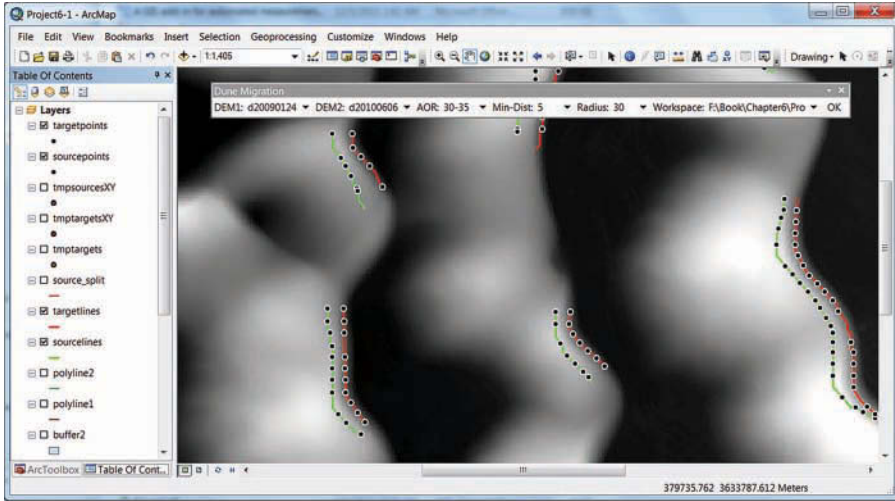 Project6-1 - ArcMap
File Edit View Bookmarks Insert Selection Geoprocessing Customize Windows Help
1:1,405
Drawing
Table Of Contents
Dune Migration
DEM1: d20090124 DEM2: d20100606 AOR: 30-35 Min-Dist: 5 Radius: 30 Workspace: F:\Book\Chapter6\Pro OK
Layers
targetpoints
sourcepoints
tmpsourcesXY
tmptargetsXY
tmptargets
source_split
targetlines
sourcelines
polyline2
polyline1
buffer2
ArcToolbox Table Of Cont...
379735.762 3633787.612 Meters